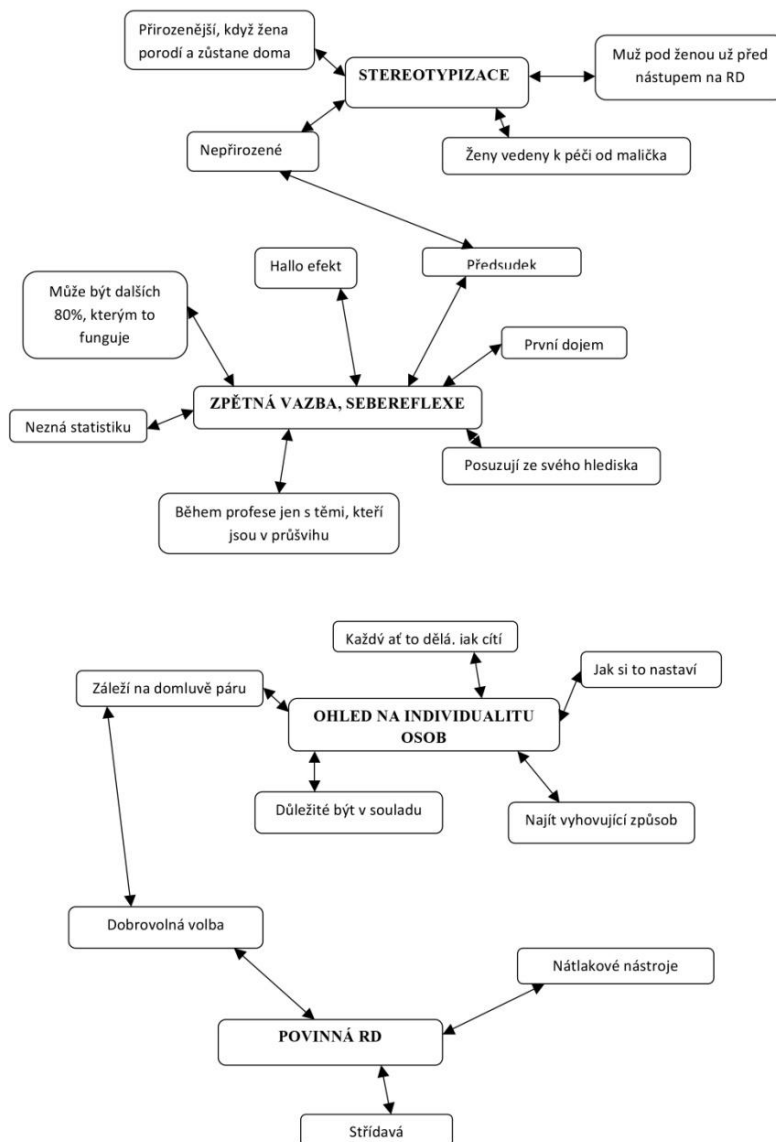 Přirozenější, když žena
porodí a zůstane doma
Muž pod ženou už před
nástupem na RD
STEREOTYPIZACE
Nepřirozené
Ženy vedeny k péči od malička
Hallo efekt
Předsudek
Může být dalších
80%, kterým to
funguje
První dojem
ZPĚTNÁ VAZBA, SEBEREFLEXE
Nezná statistiku
Posuzují ze svého hlediska
Během profese jen s těmi, kteří
jsou v průšvihu
Každý ať to dělá. jak cítí
Záleží na domluvě páru
Jak si to nastaví
OHLED NA INDIVIDUALITU
OSOB
Důležité být v souladu
Najít vyhovující způsob
Dobrovolná volba
Nátlakové nástroje
POVINNÁ RD
Střídavá